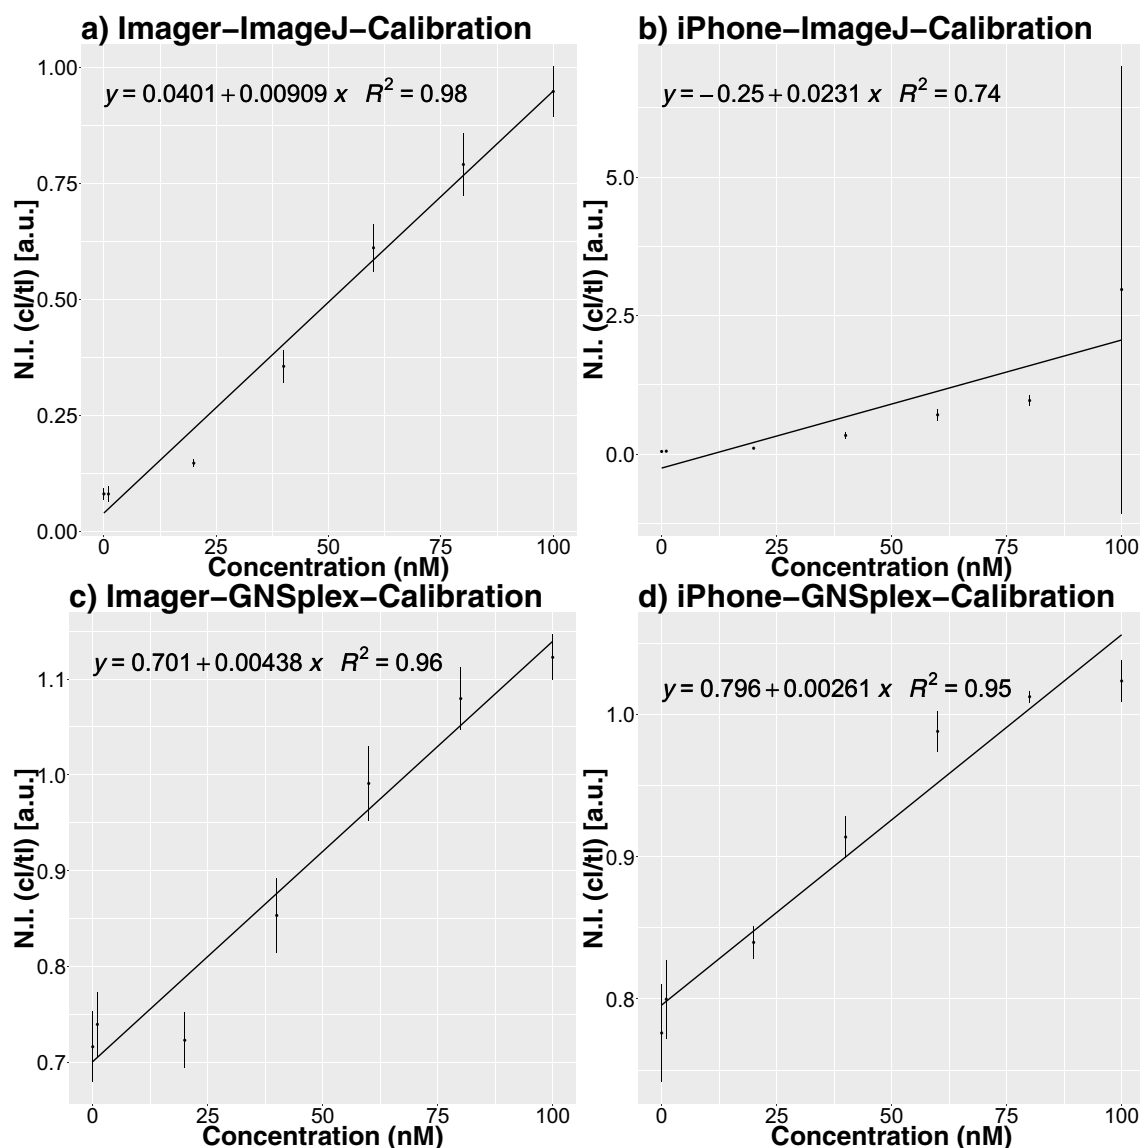 a) Imager−ImageJ−Calibration
y = 0.0401 + 0.00909 x R² = 0.98
N.I. (cl/tl) [a.u.]
1.00
0.75
0.50
0.25
0.00
0 25 50 75 100
Concentration (nM)
b) iPhone−ImageJ−Calibration
y = − 0.25 + 0.0231 x R² = 0.74
N.I. (cl/tl) [a.u.]
5.0
2.5
0.0
0 25 50 75 100
Concentration (nM)
c) Imager−GNSplex−Calibration
y = 0.701 + 0.00438 x R² = 0.96
N.I. (cl/tl) [a.u.]
1.1
1.0
0.9
0.8
0.7
0 25 50 75 100
Concentration (nM)
d) iPhone−GNSplex−Calibration
y = 0.796 + 0.00261 x R² = 0.95
N.I. (cl/tl) [a.u.]
1.0
0.9
0.8
0 25 50 75 100
Concentration (nM)